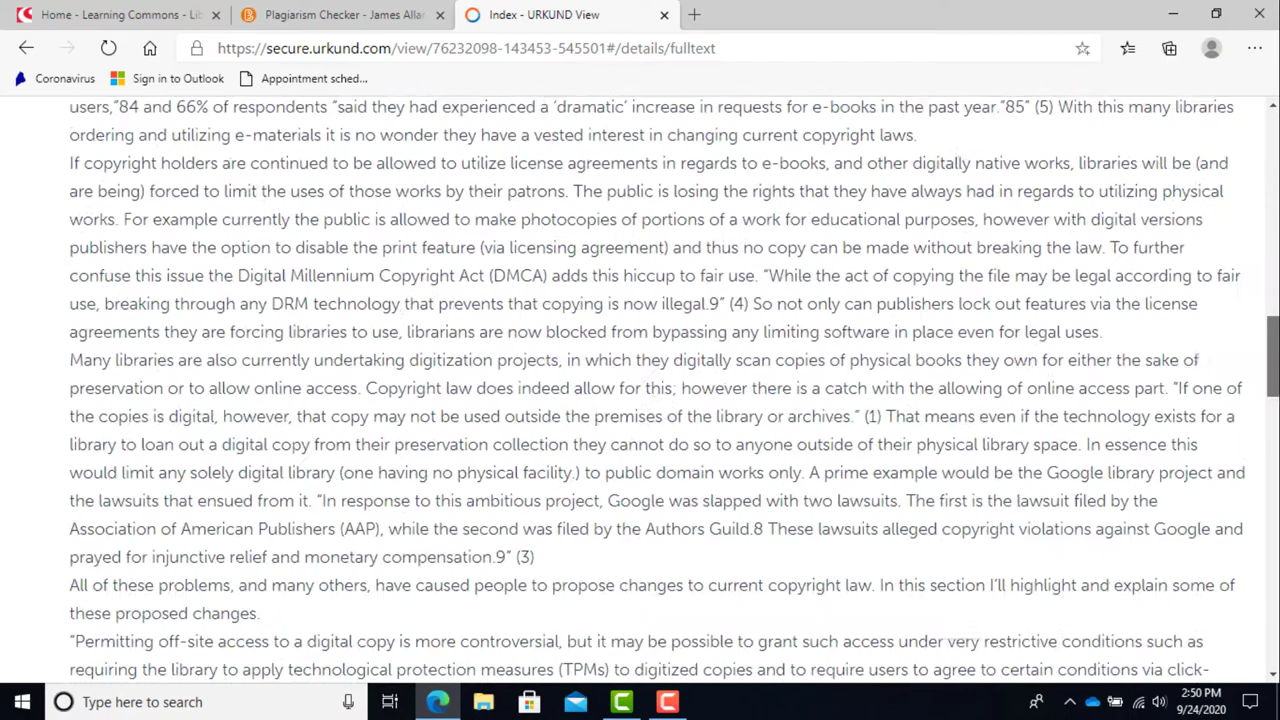 Home - Learning Commons - Lib
Plagiarism Checker - James Allan
Index - URKUND View
https://secure.urkund.com/view/76232098-143453-545501#/details/fulltext
Coronavirus
Sign in to Outlook
Appointment sched...
users,“84 and 66% of respondents “said they had experienced a ‘dramatic’ increase in requests for e-books in the past year.”85” (5) With this many libraries
ordering and utilizing e-materials it is no wonder they have a vested interest in changing current copyright laws.
If copyright holders are continued to be allowed to utilize license agreements in regards to e-books, and other digitally native works, libraries will be (and
are being) forced to limit the uses of those works by their patrons. The public is losing the rights that they have always had in regards to utilizing physical
works. For example currently the public is allowed to make photocopies of portions of a work for educational purposes, however with digital versions
publishers have the option to disable the print feature (via licensing agreement) and thus no copy can be made without breaking the law. To further
confuse this issue the Digital Millennium Copyright Act (DMCA) adds this hiccup to fair use. “While the act of copying the file may be legal according to fair
use, breaking through any DRM technology that prevents that copying is now illegal.9” (4) So not only can publishers lock out features via the license
agreements they are forcing libraries to use, librarians are now blocked from bypassing any limiting software in place even for legal uses.
Many libraries are also currently undertaking digitization projects, in which they digitally scan copies of physical books they own for either the sake of
preservation or to allow online access. Copyright law does indeed allow for this; however there is a catch with the allowing of online access part. “If one of
the copies is digital, however, that copy may not be used outside the premises of the library or archives.” (1) That means even if the technology exists for a
library to loan out a digital copy from their preservation collection they cannot do so to anyone outside of their physical library space. In essence this
would limit any solely digital library (one having no physical facility.) to public domain works only. A prime example would be the Google library project and
the lawsuits that ensued from it. “In response to this ambitious project, Google was slapped with two lawsuits. The first is the lawsuit filed by the
Association of American Publishers (AAP), while the second was filed by the Authors Guild.8 These lawsuits alleged copyright violations against Google and
prayed for injunctive relief and monetary compensation.9” (3)
All of these problems, and many others, have caused people to propose changes to current copyright law. In this section I’ll highlight and explain some of
these proposed changes.
“Permitting off-site access to a digital copy is more controversial, but it may be possible to grant such access under very restrictive conditions such as
requiring the library to apply technological protection measures (TPMs) to digitized copies and to require users to agree to certain conditions via click-
Type here to search
2:50 PM
9/24/2020